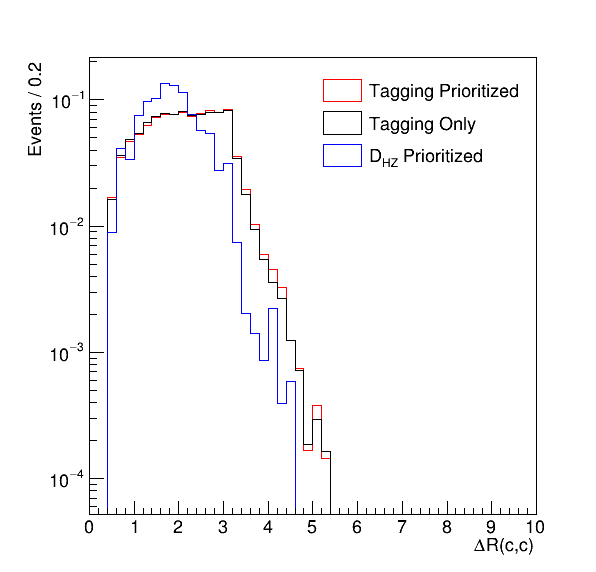 Events / 0.2
10⁻¹
10⁻²
10⁻³
10⁻⁴
Tagging Prioritized
Tagging Only
D_HZ Prioritized
0 1 2 3 4 5 6 7 8 9 10
ΔR(c,c)